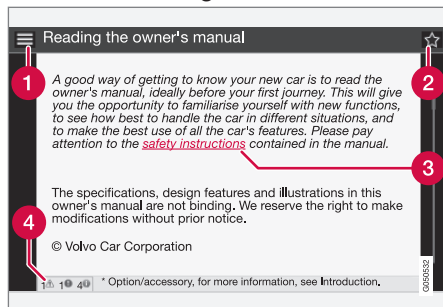 Reading the owner's manual
1
2
A good way of getting to know your new car is to read the
owner's manual, ideally before your first journey. This will give
you the opportunity to familiarise yourself with new functions,
to see how best to handle the car in different situations, and
to make the best use of all the car's features. Please pay
attention to the safety instructions contained in the manual.
3
The specifications, design features and illustrations in this
owner's manual are not binding. We reserve the right to make
modifications without prior notice.
4
© Volvo Car Corporation
1 1 4 * Option/accessory, for more information, see Introduction.
G050532